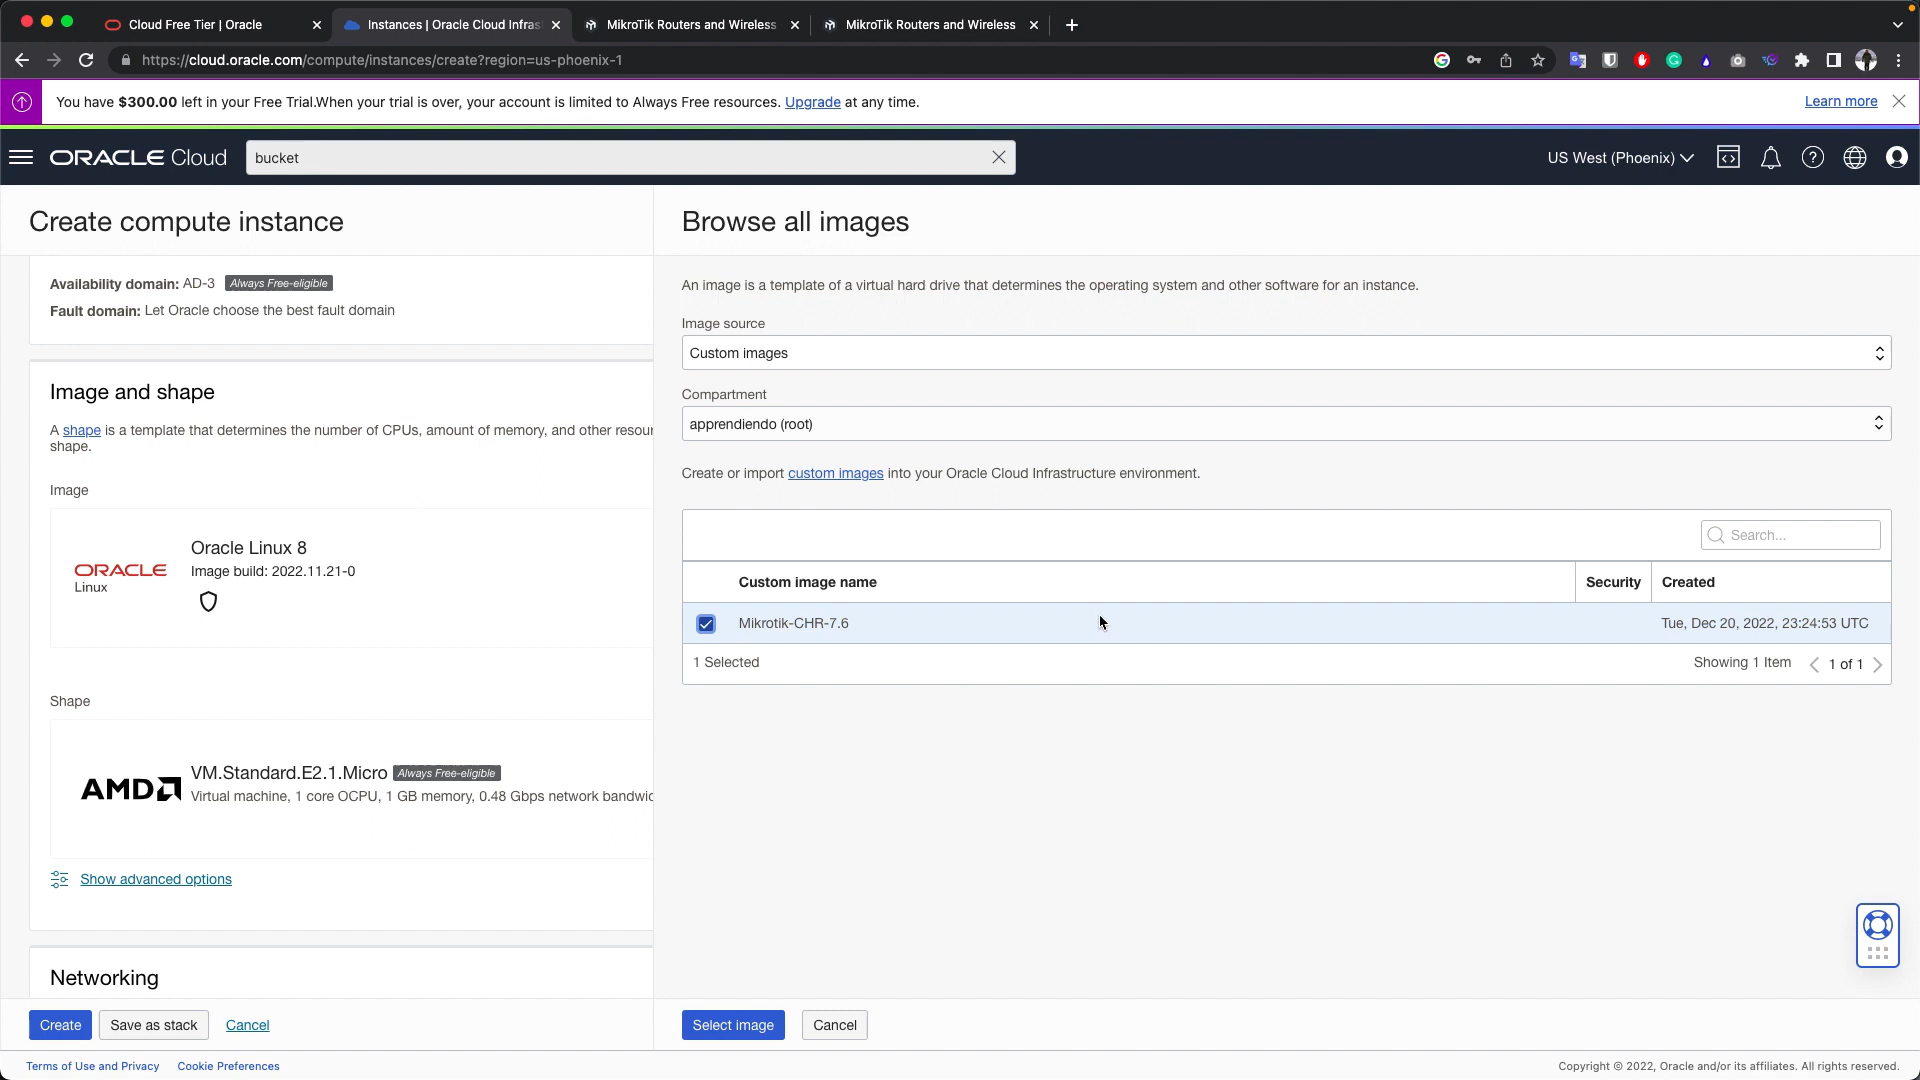 Cloud Free Tier | Oracle
Instances | Oracle Cloud Infras
MikroTik Routers and Wireless
MikroTik Routers and Wireless
https://cloud.oracle.com/compute/instances/create?region=us-phoenix-1
You have $300.00 left in your Free Trial.When your trial is over, your account is limited to Always Free resources. Upgrade at any time.
Learn more
ORACLE Cloud
bucket
US West (Phoenix)
Create compute instance
Availability domain: AD-3 Always Free-eligible
Fault domain: Let Oracle choose the best fault domain
Image and shape
A shape is a template that determines the number of CPUs, amount of memory, and other resour
shape.
Image
ORACLE
Linux
Oracle Linux 8
Image build: 2022.11.21-0
Shape
AMD
VM.Standard.E2.1.Micro Always Free-eligible
Virtual machine, 1 core OCPU, 1 GB memory, 0.48 Gbps network bandwid
Show advanced options
Networking
Create
Save as stack
Cancel
Browse all images
An image is a template of a virtual hard drive that determines the operating system and other software for an instance.
Image source
Custom images
Compartment
apprendiendo (root)
Create or import custom images into your Oracle Cloud Infrastructure environment.
Search...
Custom image name
Security
Created
Mikrotik-CHR-7.6
Tue, Dec 20, 2022, 23:24:53 UTC
1 Selected
Showing 1 Item
1 of 1
Select image
Cancel
Terms of Use and Privacy
Cookie Preferences
Copyright © 2022, Oracle and/or its affiliates. All rights reserved.